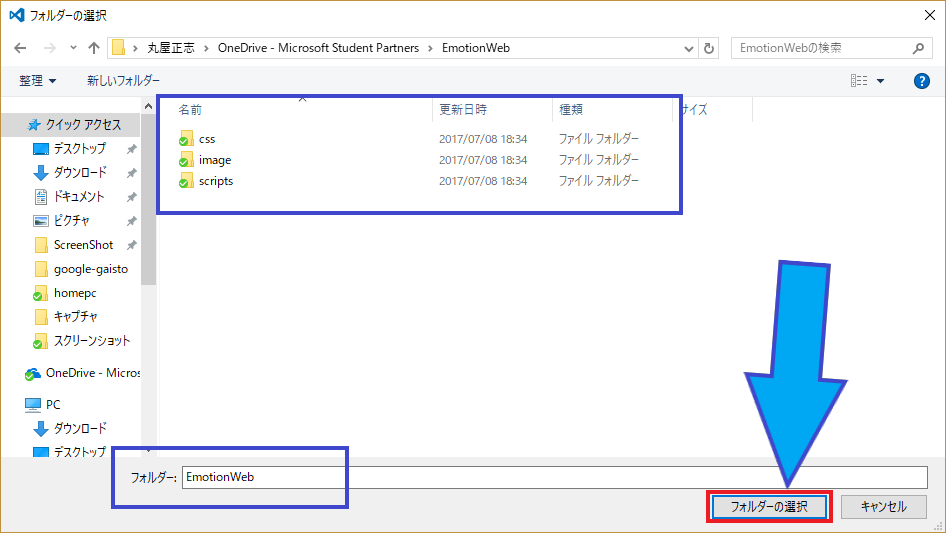 フォルダーの選択
丸屋正志 › OneDrive - Microsoft Student Partners › EmotionWeb
EmotionWebの検索
整理 新しいフォルダー
名前 更新日時 種類 サイズ
css 2017/07/08 18:34 ファイル フォルダー
image 2017/07/08 18:34 ファイル フォルダー
scripts 2017/07/08 18:34 ファイル フォルダー
クイック アクセス
デスクトップ
ダウンロード
ドキュメント
ピクチャ
ScreenShot
google-gaisto
homepc
キャプチャ
スクリーンショット
OneDrive - Micros
PC
ダウンロード
デスクトップ
フォルダー: EmotionWeb
フォルダーの選択 キャンセル